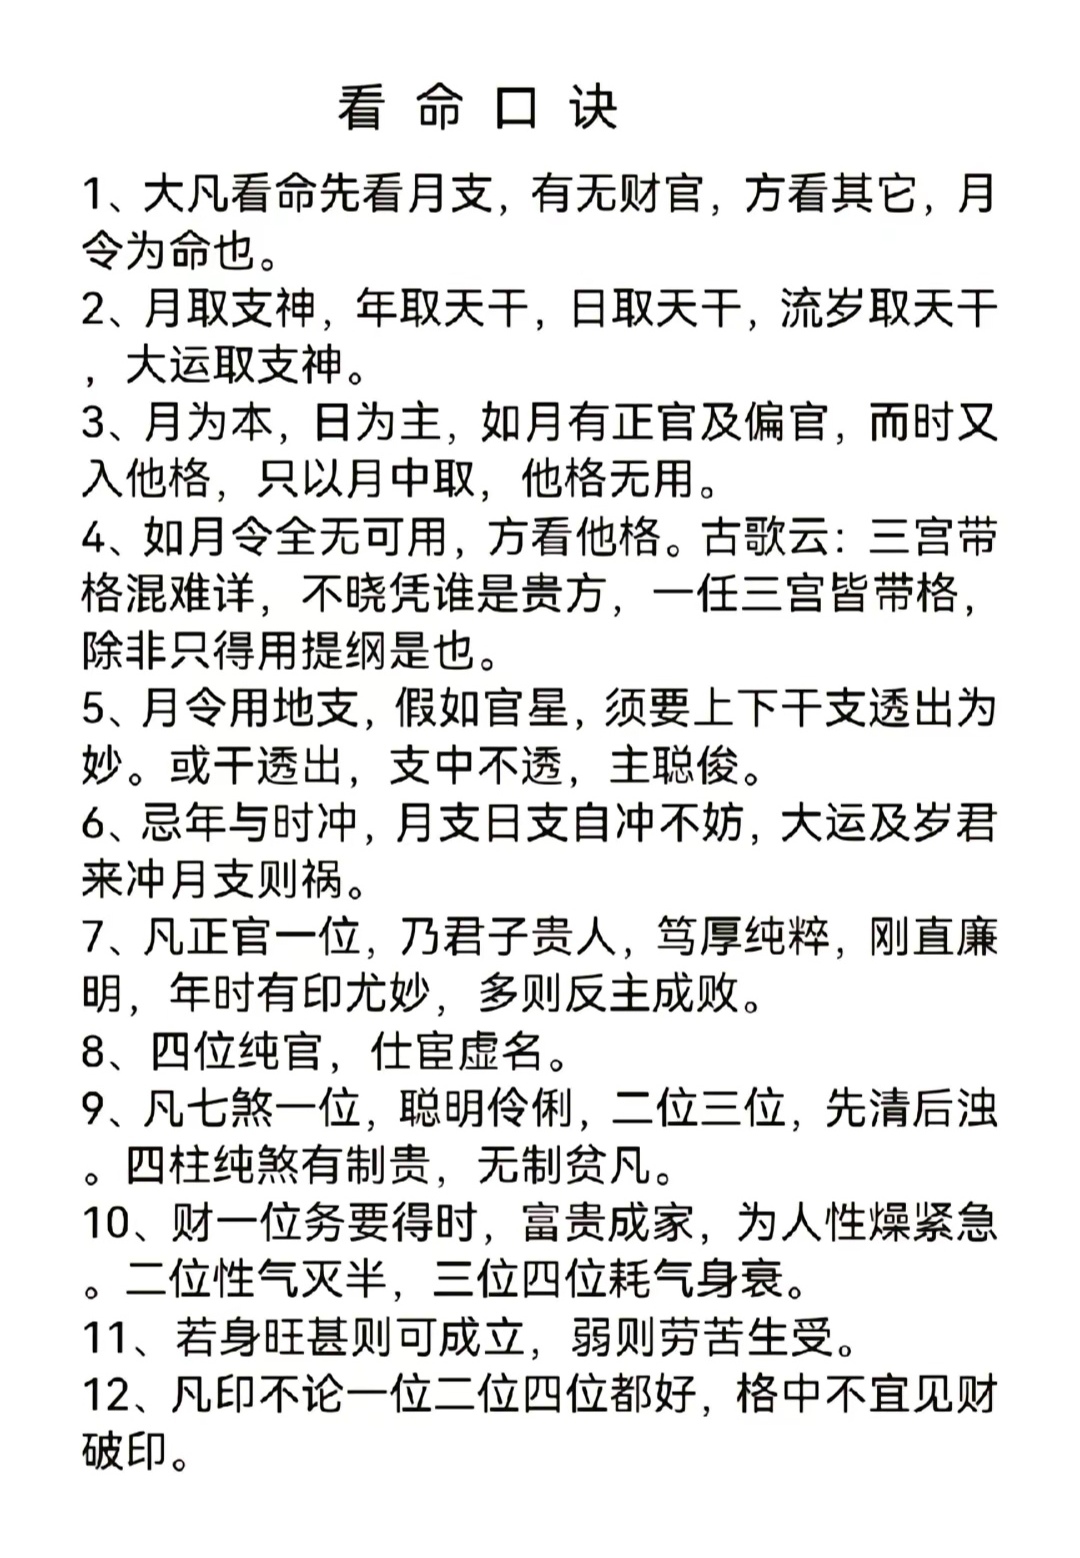 看命口诀
1、大凡看命先看月支，有无财官，方看其它，月
令为命也。
2、月取支神，年取天干，日取天干，流岁取天干
，大运取支神。
3、月为本，日为主，如月有正官及偏官，而时又
入他格，只以月中取，他格无用。
4、如月令全无可用，方看他格。古歌云：三宫带
格混难详，不晓凭谁是贵方，一任三宫皆带格，
除非只得用提纲是也。
5、月令用地支，假如官星，须要上下干支透出为
妙。或干透出，支中不透，主聪俊。
6、忌年与时冲，月支日支自冲不妨，大运及岁君
来冲月支则祸。
7、凡正官一位，乃君子贵人，笃厚纯粹，刚直廉
明，年时有印尤妙，多则反主成败。
8、四位纯官，仕宦虚名。
9、凡七煞一位，聪明伶俐，二位三位，先清后浊
。四柱纯煞有制贵，无制贫凡。
10、财一位务要得时，富贵成家，为人性燥紧急
。二位性气灭半，三位四位耗气身衰。
11、若身旺甚则可成立，弱则劳苦生受。
12、凡印不论一位二位四位都好，格中不宜见财
破印。